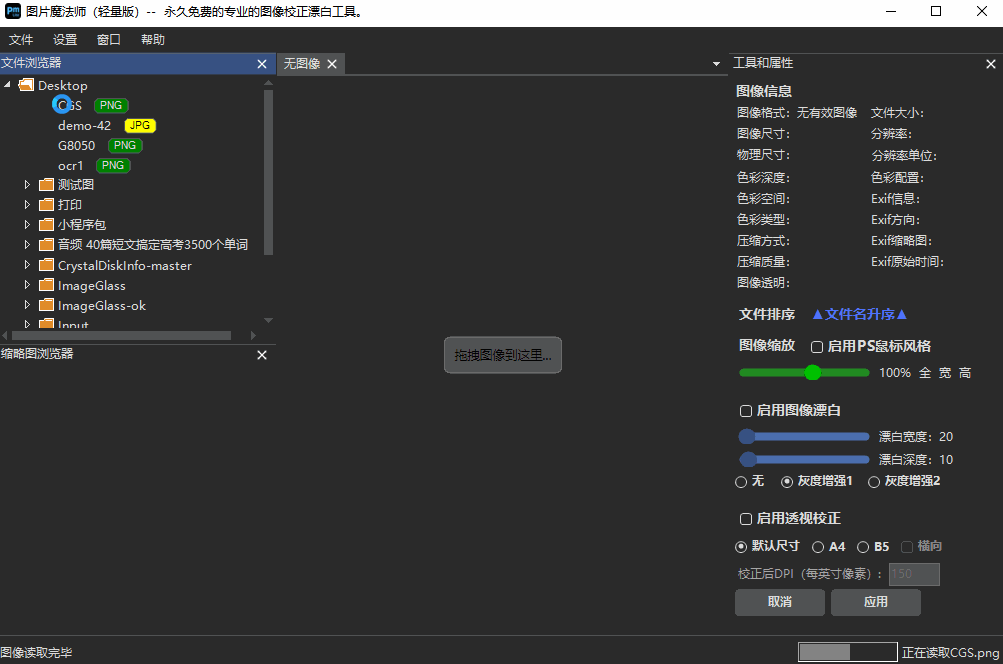 Pm 图片魔法师（轻量版）-- 永久免费的专业的图像校正漂白工具。
文件 设置 窗口 帮助
文件浏览器
Desktop
CGS PNG
demo-42 JPG
G8050 PNG
ocr1 PNG
测试图
打印
小程序包
音频 40篇短文搞定高考3500个单词
CrystalDiskInfo-master
ImageGlass
ImageGlass-ok
Input
缩略图浏览器
无图像
拖拽图像到这里...
工具和属性
图像信息
图像格式: 无有效图像 文件大小:
图像尺寸: 分辨率:
物理尺寸: 分辨率单位:
色彩深度: 色彩配置:
色彩空间: Exif信息:
色彩类型: Exif方向:
压缩方式: Exif缩略图:
压缩质量: Exif原始时间:
图像透明:
文件排序 ▲文件名升序▲
图像缩放 启用PS鼠标风格
100% 全 宽 高
启用图像漂白
漂白宽度: 20
漂白深度: 10
无 灰度增强1 灰度增强2
启用透视校正
默认尺寸 A4 B5 横向
校正后DPI（每英寸像素）: 150
取消 应用
图像读取完毕 正在读取CGS.png